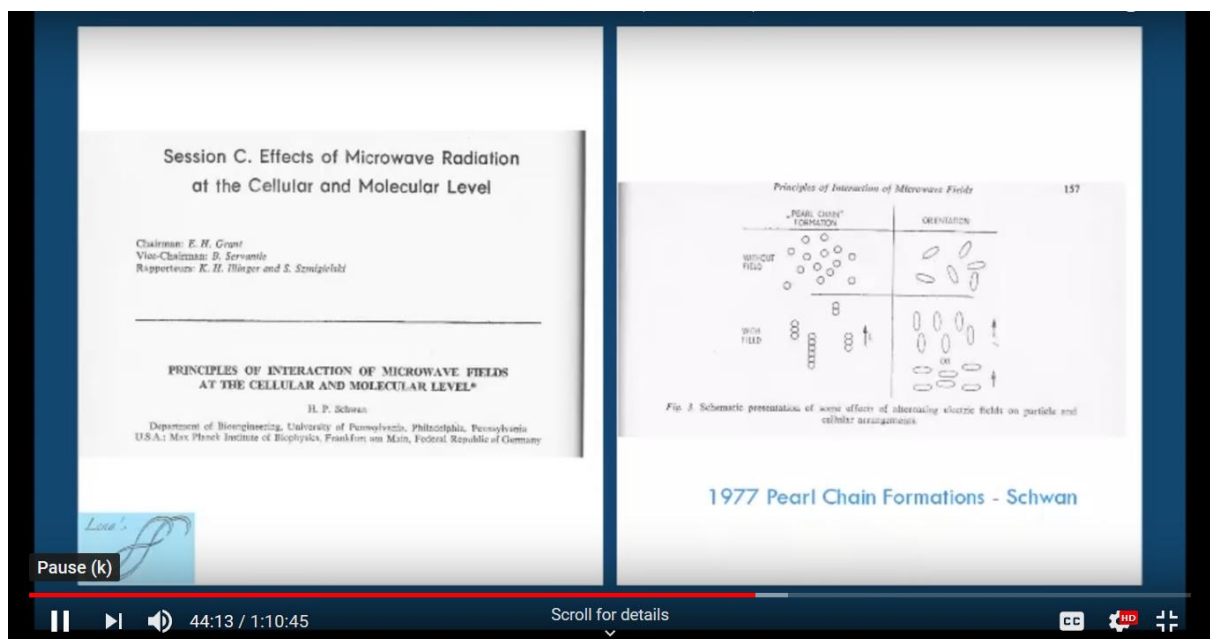 Session C. Effects of Microwave Radiation
at the Cellular and Molecular Level
Chairman: E. H. Grant
Vice-Chairman: B. Servantie
Rapporteurs: K. H. Illinger and S. Szmigielski
PRINCIPLES OF INTERACTION OF MICROWAVE FIELDS
AT THE CELLULAR AND MOLECULAR LEVEL*
H. P. Schwan
Department of Bioengineering, University of Pennsylvania, Philadelphia, Pennsylvania
U.S.A.; Max Planck Institute of Biophysics, Frankfurt am Main, Federal Republic of Germany
Principles of Interaction of Microwave Fields 157
„PEARL CHAIN"
FORMATION
ORIENTATION
WITHOUT
FIELD
WITH
FIELD
OR
Fig. 3. Schematic presentation of some effects of alternating electric fields on particle and
cellular arrangements.
1977 Pearl Chain Formations - Schwan
Lena's
Pause (k)
44:13 / 1:10:45
Scroll for details
CC
HD